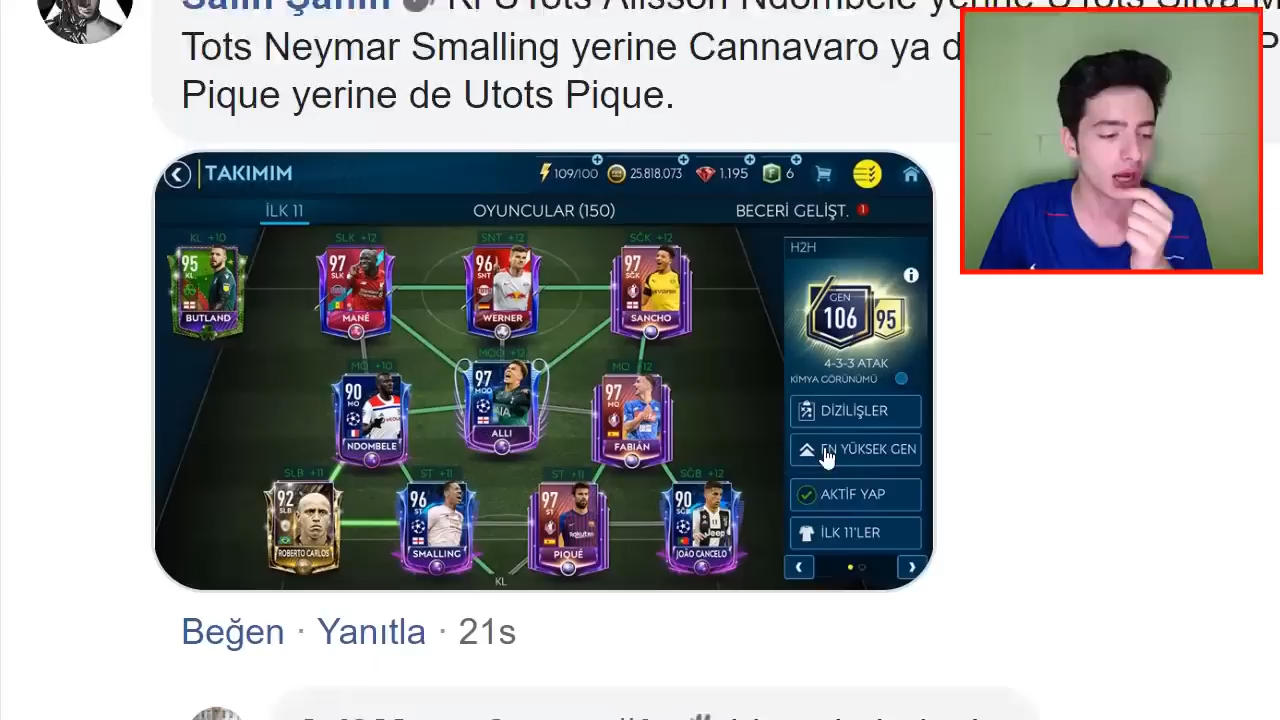 Salih Şahin
Tots Neymar Smalling yerine Cannavaro ya
Pique yerine de Utots Pique.
TAKIMIM
109/100
25.818.073
1.195
6
İLK 11
OYUNCULAR (150)
BECERİ GELİŞT. 1
KL +10
SLK +12
SNT +12
SĞK +12
H2H
95
KL
BUTLAND
97
SLK
MANÉ
96
SNT
WERNER
97
SĞK
SANCHO
GEN
106
95
4-3-3 ATAK
KİMYA GÖRÜNÜMÜ
MO +10
MOO +12
MO +12
90
MO
NDOMBELE
97
MOO
ALLI
97
MO
FABIÁN
DİZİLİŞLER
EN YÜKSEK GEN
SLB +11
ST +11
ST +11
SĞB +12
92
SLB
ROBERTO CARLOS
96
ST
SMALLING
97
ST
PIQUÉ
90
SĞB
JOÃO CANCELO
AKTİF YAP
İLK 11'LER
KL
Beğen · Yanıtla · 21s